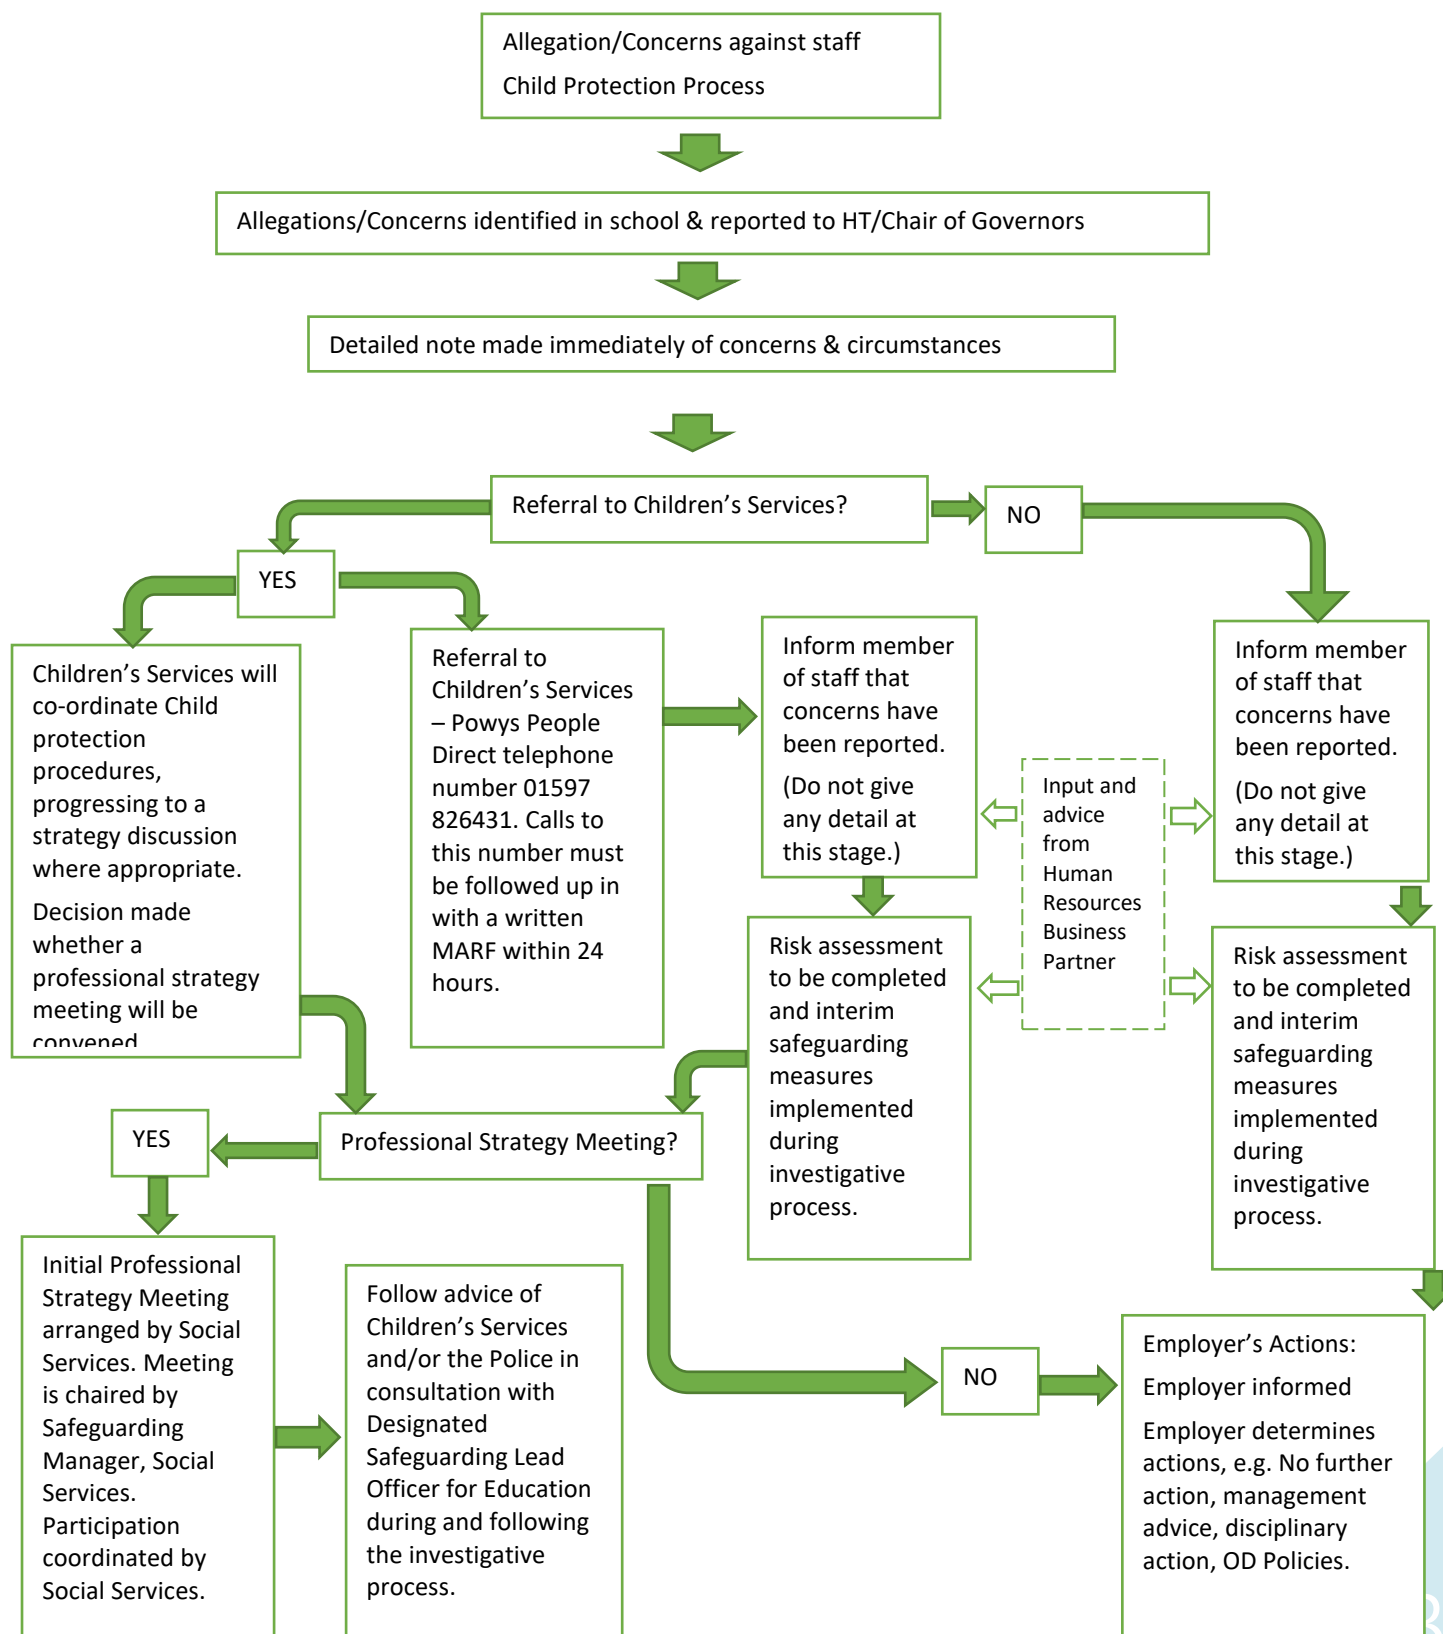 Allegation/Concerns against staff
Child Protection Process
Allegations/Concerns identified in school & reported to HT/Chair of Governors
Detailed note made immediately of concerns & circumstances
Referral to Children’s Services?
NO
YES
Children’s Services will
co-ordinate Child
protection
procedures,
progressing to a
strategy discussion
where appropriate.
Decision made
whether a
professional strategy
meeting will be
convened
Referral to
Children’s Services
– Powys People
Direct telephone
number 01597
826431. Calls to
this number must
be followed up in
with a written
MARF within 24
hours.
Inform member
of staff that
concerns have
been reported.
(Do not give
any detail at
this stage.)
Input and
advice
from
Human
Resources
Business
Partner
Inform member
of staff that
concerns have
been reported.
(Do not give
any detail at
this stage.)
Risk assessment
to be completed
and interim
safeguarding
measures
implemented
during
investigative
process.
Risk assessment
to be completed
and interim
safeguarding
measures
implemented
during
investigative
process.
Professional Strategy Meeting?
YES
Initial Professional
Strategy Meeting
arranged by Social
Services. Meeting
is chaired by
Safeguarding
Manager, Social
Services.
Participation
coordinated by
Social Services.
Follow advice of
Children’s Services
and/or the Police in
consultation with
Designated
Safeguarding Lead
Officer for Education
during and following
the investigative
process.
NO
Employer’s Actions:
Employer informed
Employer determines
actions, e.g. No further
action, management
advice, disciplinary
action, OD Policies.